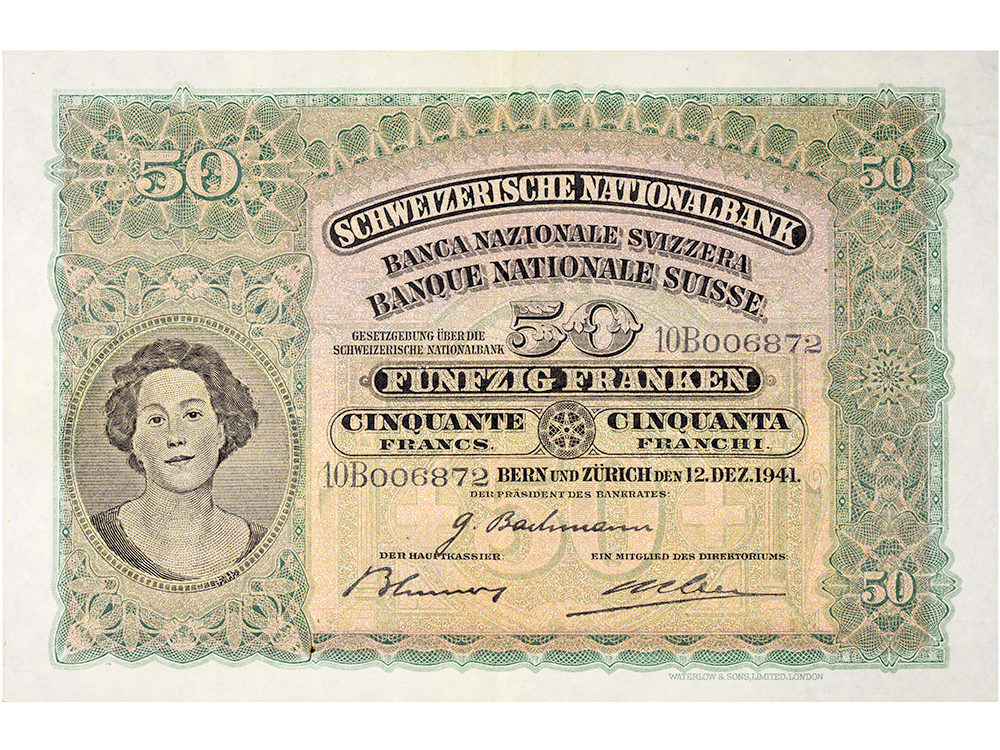 50
50
SCHWEIZERISCHE NATIONALBANK
BANCA NAZIONALE SVIZZERA
BANQUE NATIONALE SUISSE.
GESETZGEBUNG ÜBER DIE
SCHWEIZERISCHE NATIONALBANK
50
10B006872
FÜNFZIG FRANKEN
CINQUANTE
FRANCS.
CINQUANTA
FRANCHI.
10B006872
BERN UND ZÜRICH DEN 12. DEZ. 1941.
DER PRÄSIDENT DES BANKRATES:
G. Bachmann
DER HAUPTKASSIER:
EIN MITGLIED DES DIREKTORIUMS:
50
50
WATERLOW & SONS, LIMITED, LONDON